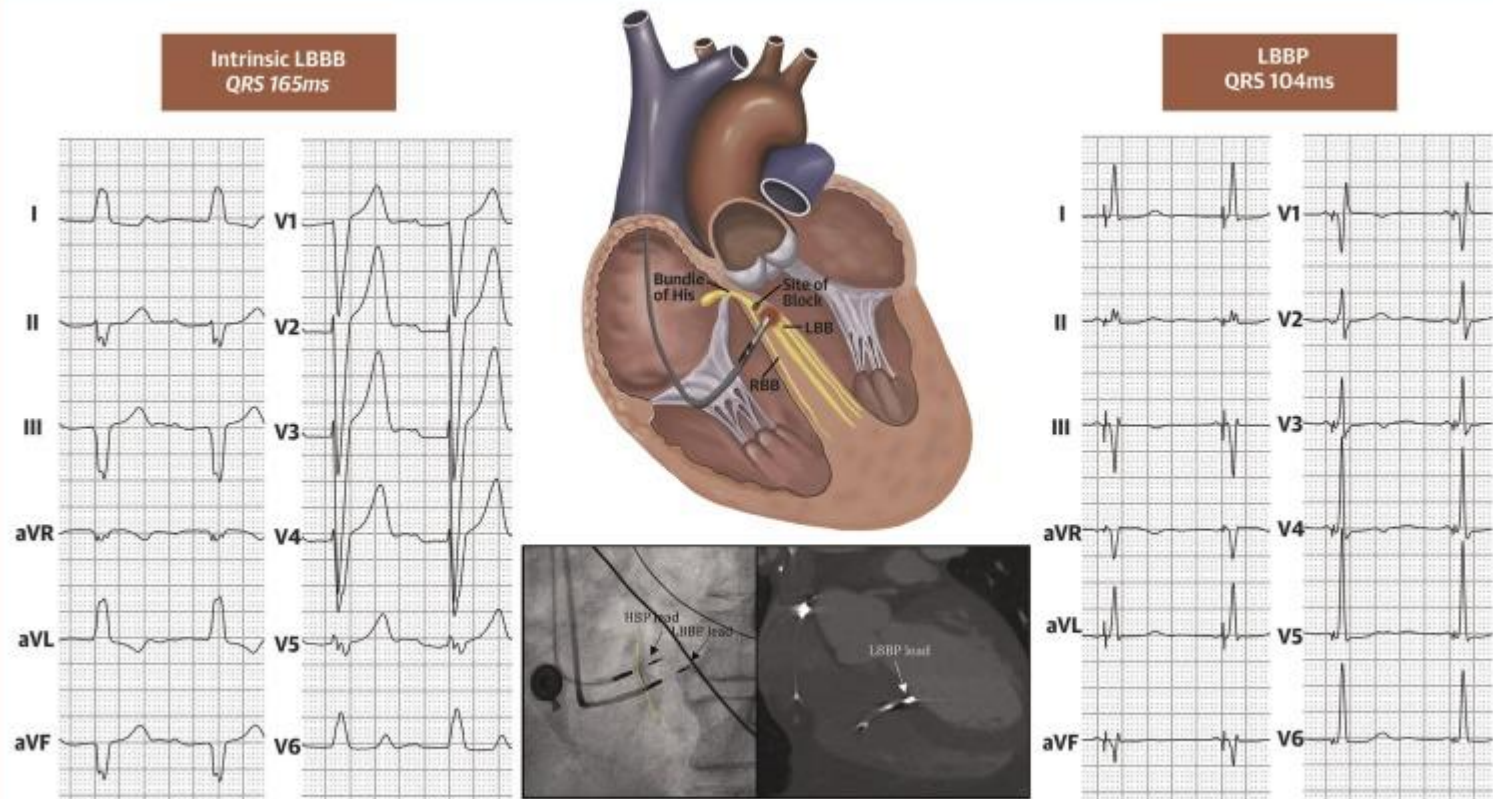 Intrinsic LBBB
QRS 165ms
I
II
III
aVR
aVL
aVF
V1
V2
V3
V4
V5
V6
Bundle
of His
Site of
Block
LBB
RBB
HBP lead
LBBP lead
LBBP lead
LBBP
QRS 104ms
I
II
III
aVR
aVL
aVF
V1
V2
V3
V4
V5
V6